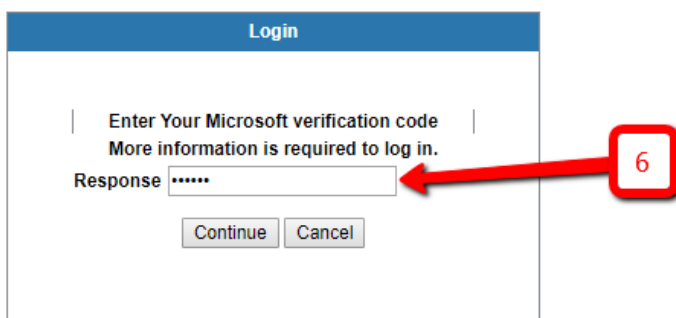 Login
Enter Your Microsoft verification code
More information is required to log in.
Response ••••••
6
Continue Cancel